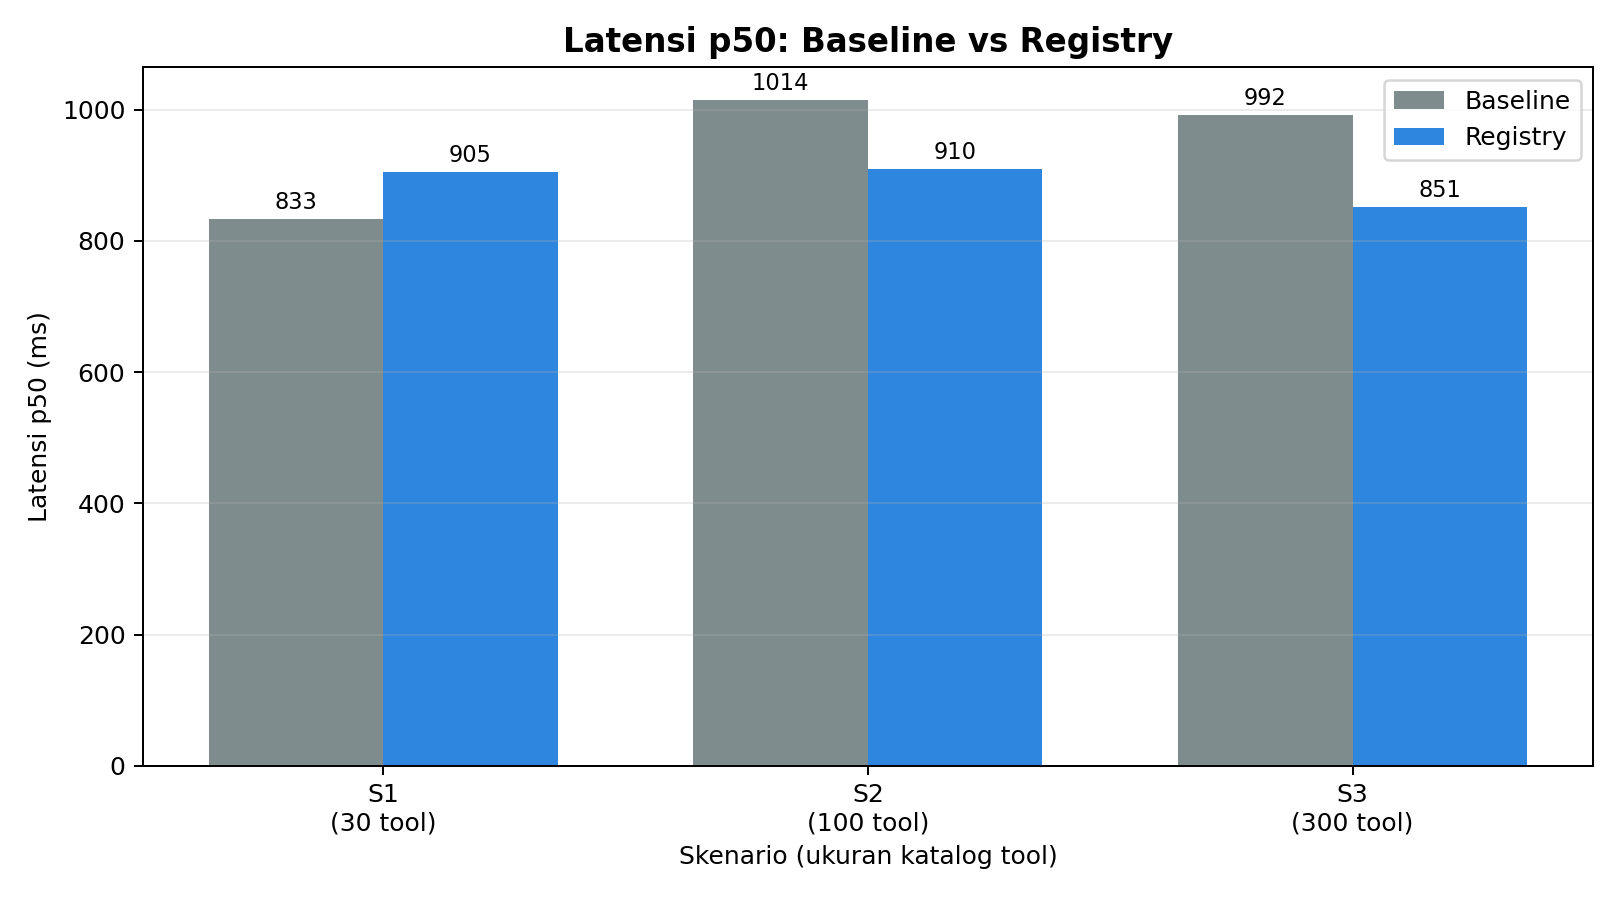 Latensi p50: Baseline vs Registry
Latensi p50 (ms)
1000
800
600
400
200
0
833
905
1014
910
992
851
Baseline
Registry
S1
(30 tool)
S2
(100 tool)
S3
(300 tool)
Skenario (ukuran katalog tool)